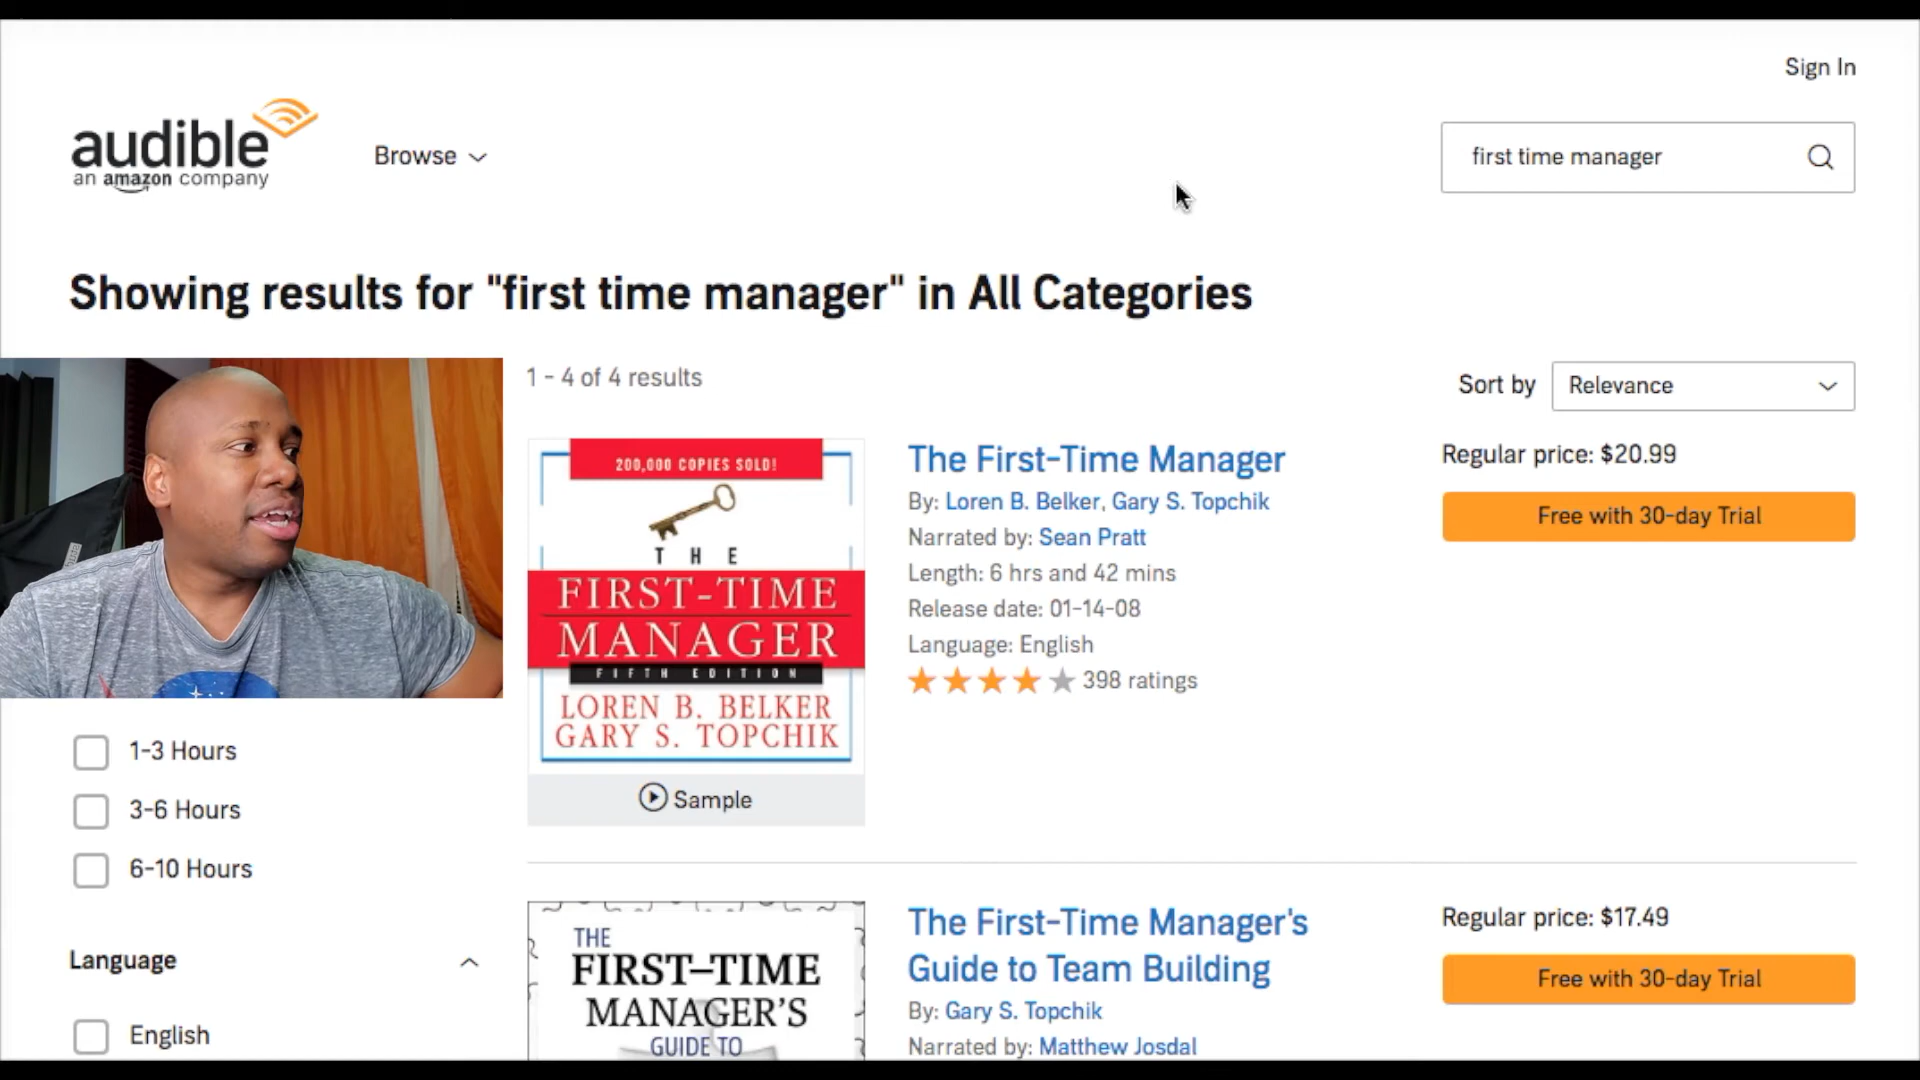 Sign In
audible
an amazon company
Browse
first time manager
Showing results for "first time manager" in All Categories
1 - 4 of 4 results
Sort by
Relevance
200,000 COPIES SOLD!
THE
FIRST-TIME
MANAGER
FIFTH EDITION
LOREN B. BELKER
GARY S. TOPCHIK
Sample
The First-Time Manager
By: Loren B. Belker, Gary S. Topchik
Narrated by: Sean Pratt
Length: 6 hrs and 42 mins
Release date: 01-14-08
Language: English
398 ratings
Regular price: $20.99
Free with 30-day Trial
1-3 Hours
3-6 Hours
6-10 Hours
Language
English
THE
FIRST-TIME
MANAGER'S
GUIDE TO
The First-Time Manager's
Guide to Team Building
By: Gary S. Topchik
Narrated by: Matthew Josdal
Regular price: $17.49
Free with 30-day Trial